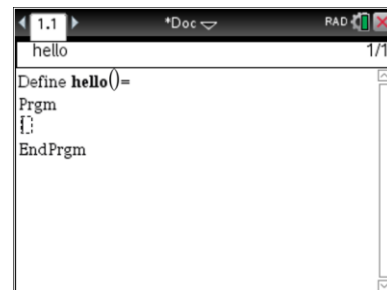 1.1 *Doc RAD
hello 1/1
Define hello()=
Prgm
EndPrgm